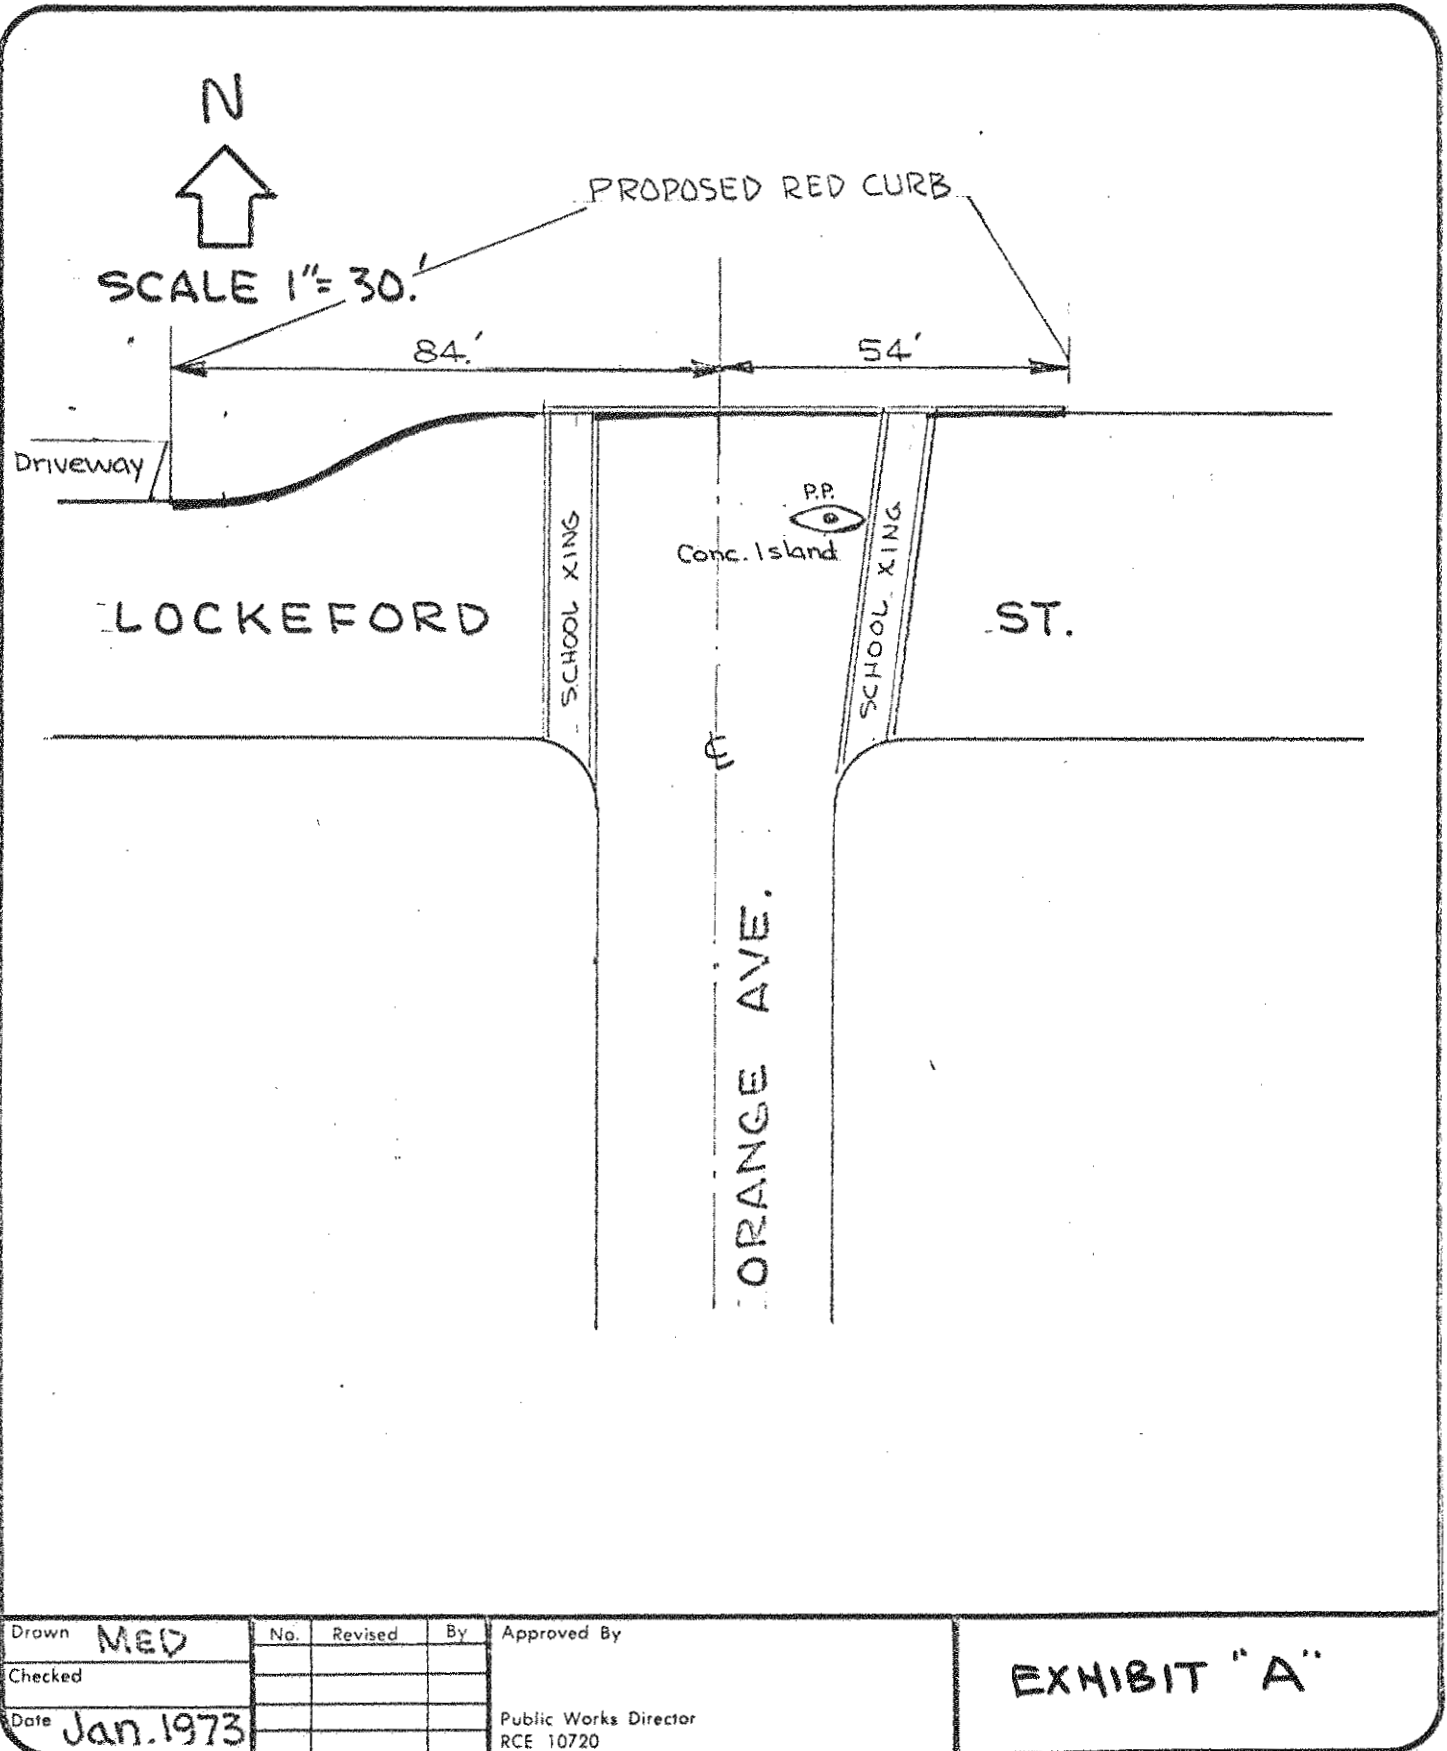 N
PROPOSED RED CURB
SCALE 1"= 30.'
84.'
54'
Driveway
P.P.
Conc. Island
SCHOOL XING
SCHOOL XING
LOCKEFORD ST.
℄
ORANGE AVE.
Drawn MED
Checked
Date Jan. 1973
No. Revised By
Approved By
Public Works Director
RCE 10720
EXHIBIT "A"